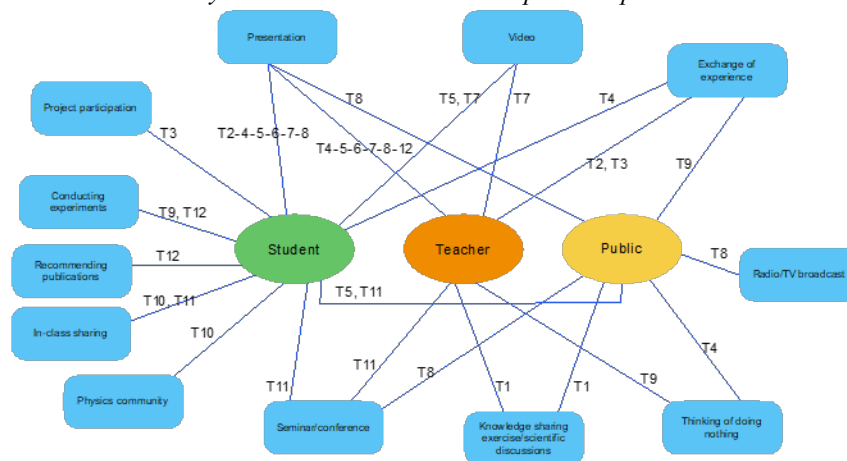 Presentation
Video
Exchange of
experience
Project participation
T8
T5, T7
T7
T4
T3
T2-4-5-6-7-8
T4-5-6-7-8-12
T2, T3
T9
Conducting
experiments
T9, T12
Student
Teacher
Public
T8
Recommending
publications
T12
Radio/TV broadcast
T10, T11
T5, T11
In-class sharing
T10
T4
Physics community
T11
T11
T8
T1
T1
T9
Seminar/conference
Knowledge sharing
exercise/scientific
discussions
Thinking of doing
nothing